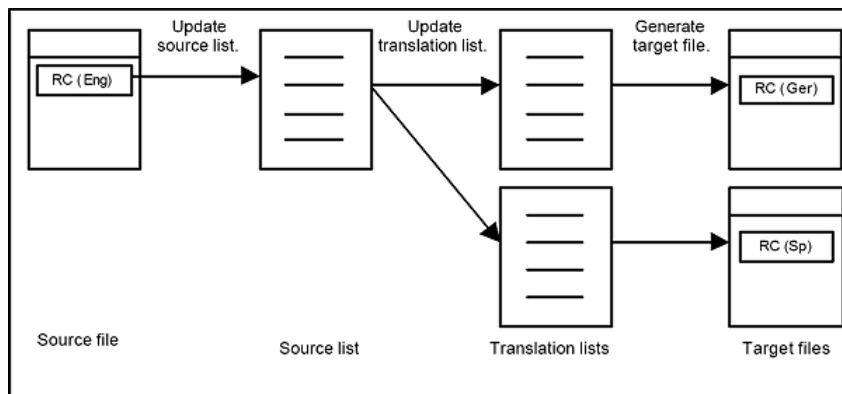 Update
source list.
Update
translation list.
Generate
target file.
RC (Eng)
RC (Ger)
RC (Sp)
Source file
Source list
Translation lists
Target files